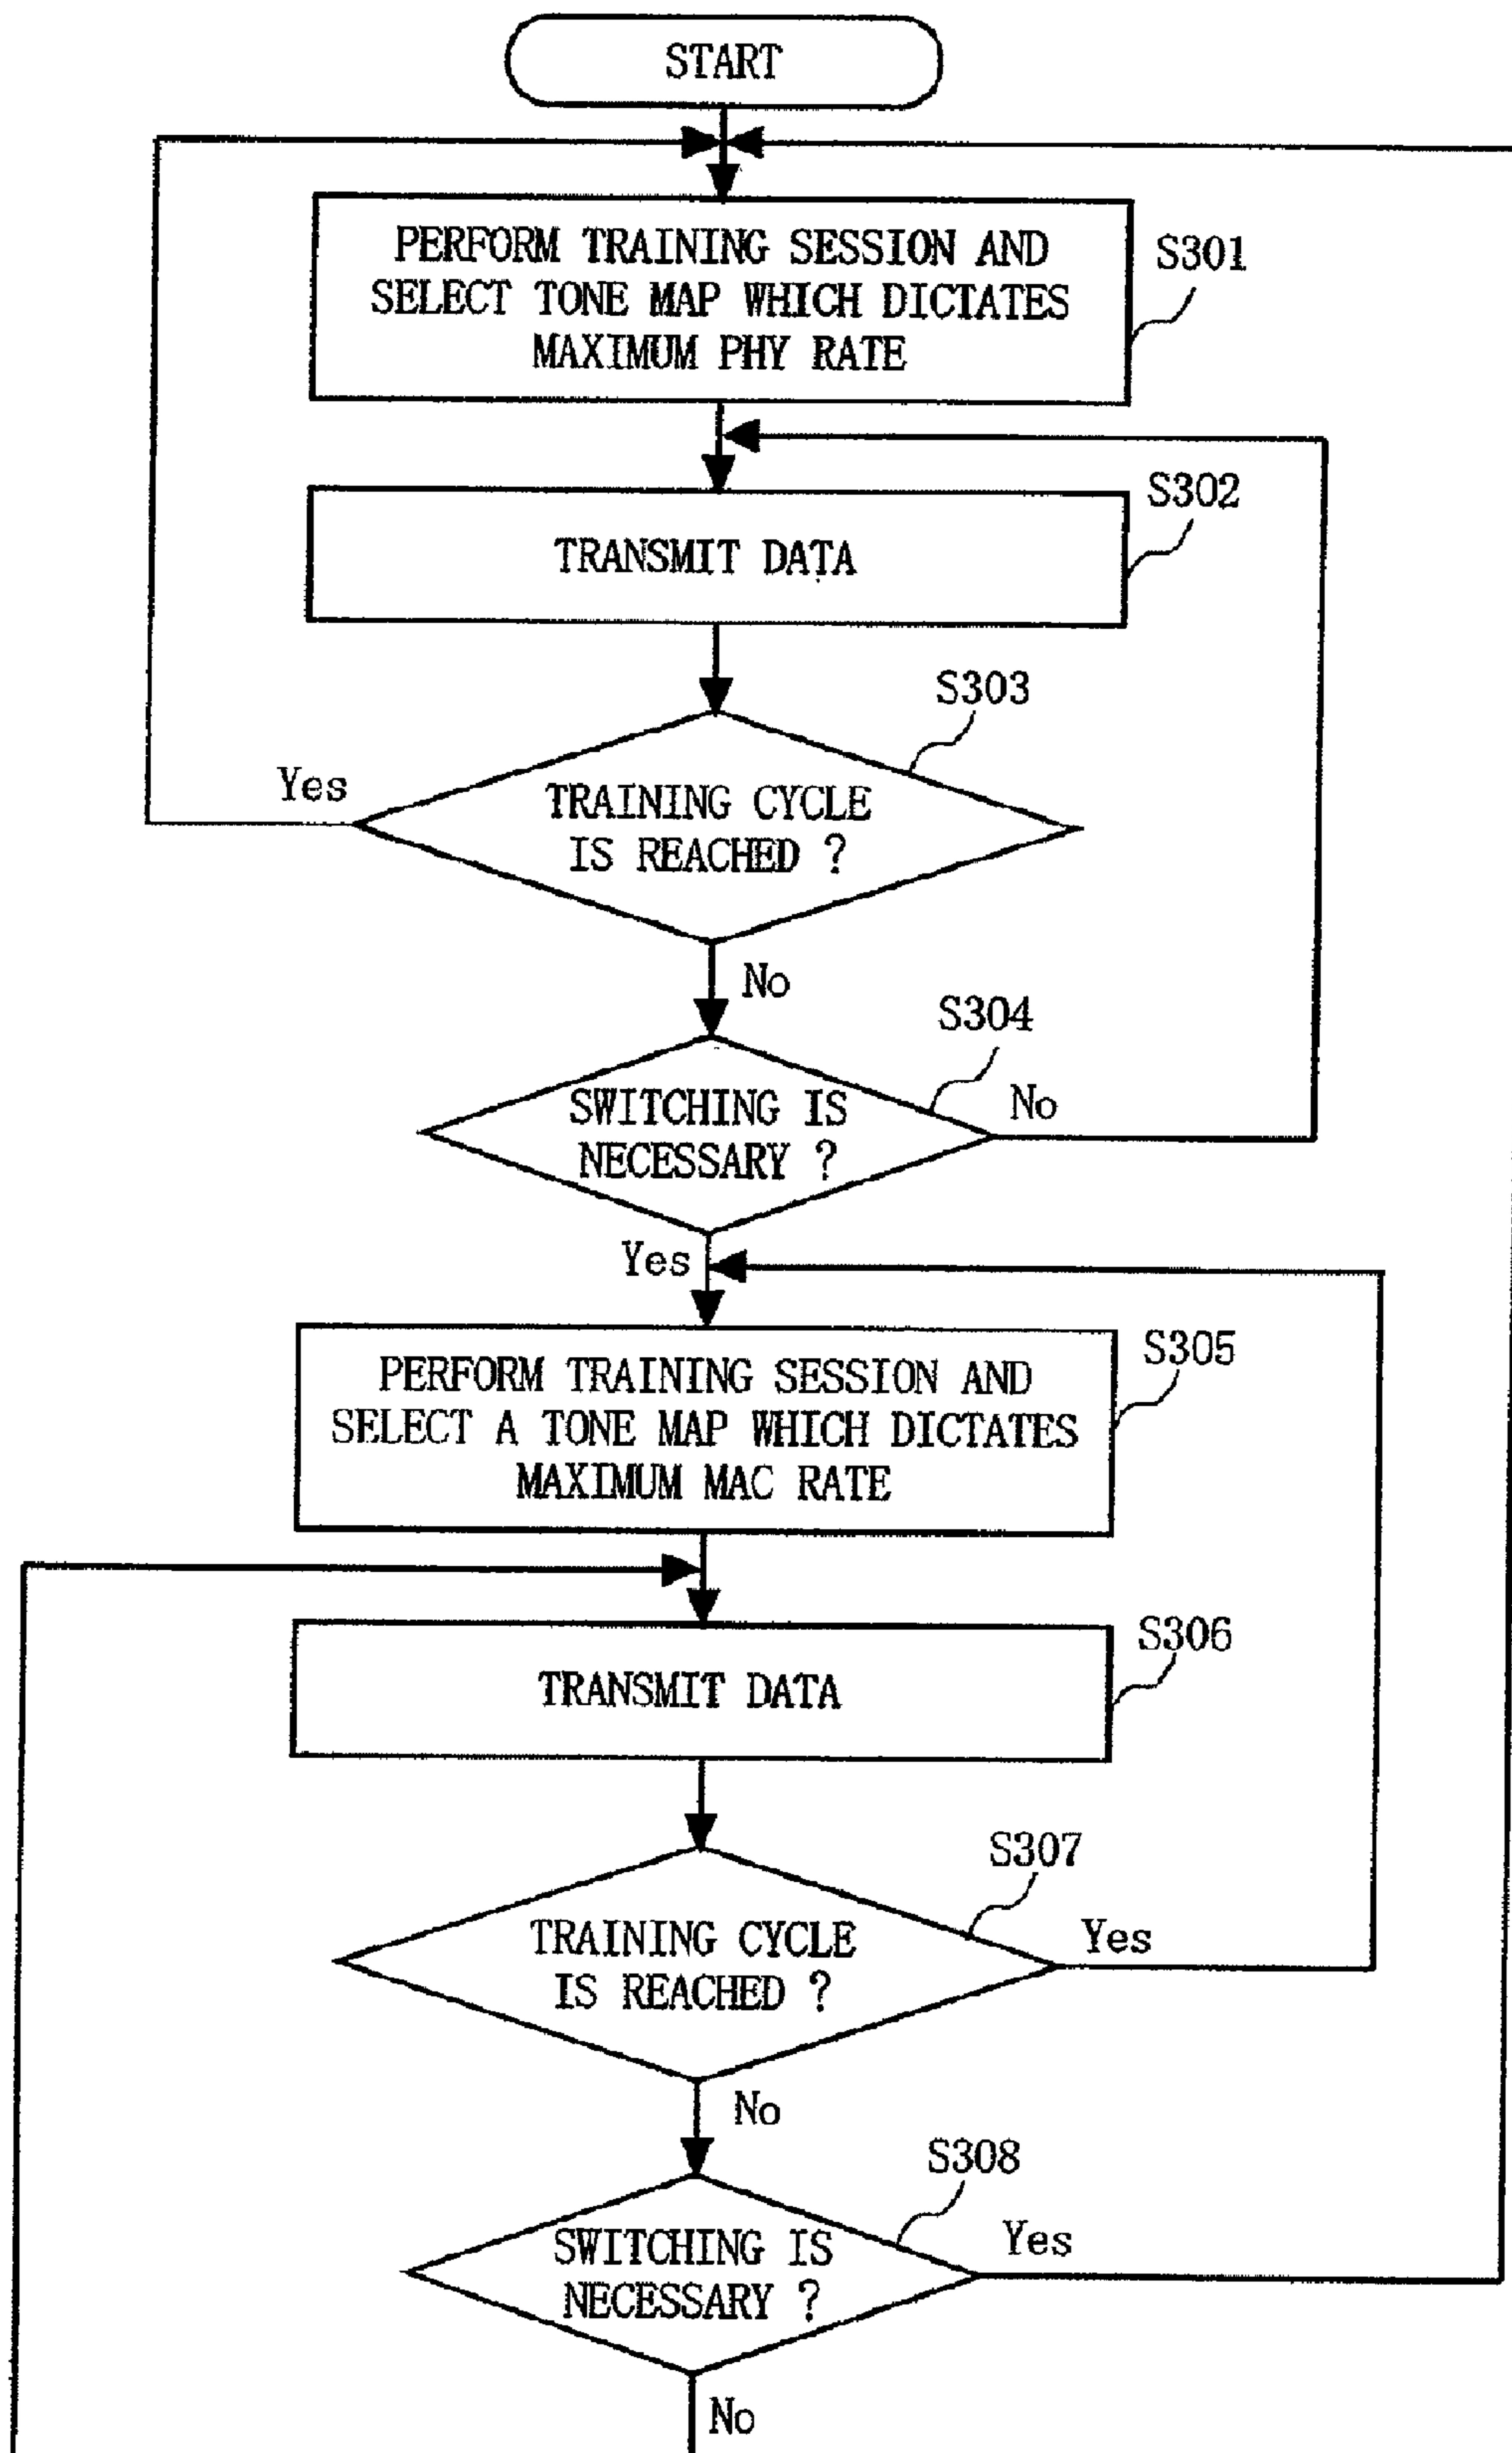 START
PERFORM TRAINING SESSION AND
SELECT TONE MAP WHICH DICTATES
MAXIMUM PHY RATE
S301
TRANSMIT DATA
S302
S303
Yes
TRAINING CYCLE
IS REACHED ?
No
S304
SWITCHING IS
NECESSARY ?
No
Yes
PERFORM TRAINING SESSION AND
SELECT A TONE MAP WHICH DICTATES
MAXIMUM MAC RATE
S305
TRANSMIT DATA
S306
S307
TRAINING CYCLE
IS REACHED ?
Yes
No
S308
SWITCHING IS
NECESSARY ?
Yes
No